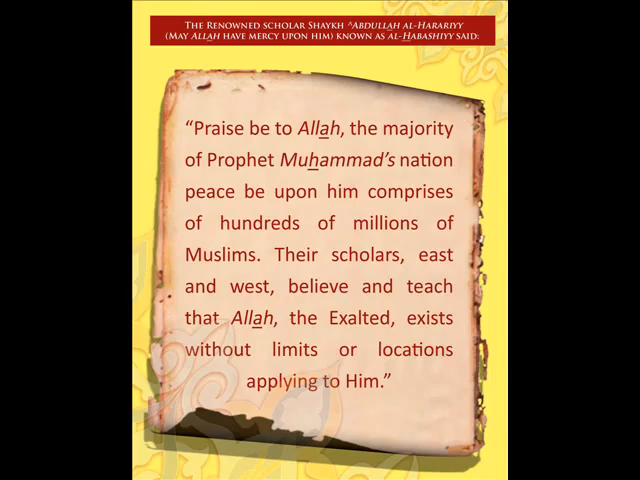 The Renowned scholar Shaykh ^Abdullah al-Harariyy
(May Allah have mercy upon him) known as al-Habashiyy said:
“Praise be to Allah, the majority
of Prophet Muhammad’s nation
peace be upon him comprises
of hundreds of millions of
Muslims. Their scholars, east
and west, believe and teach
that Allah, the Exalted, exists
without limits or locations
applying to Him.”